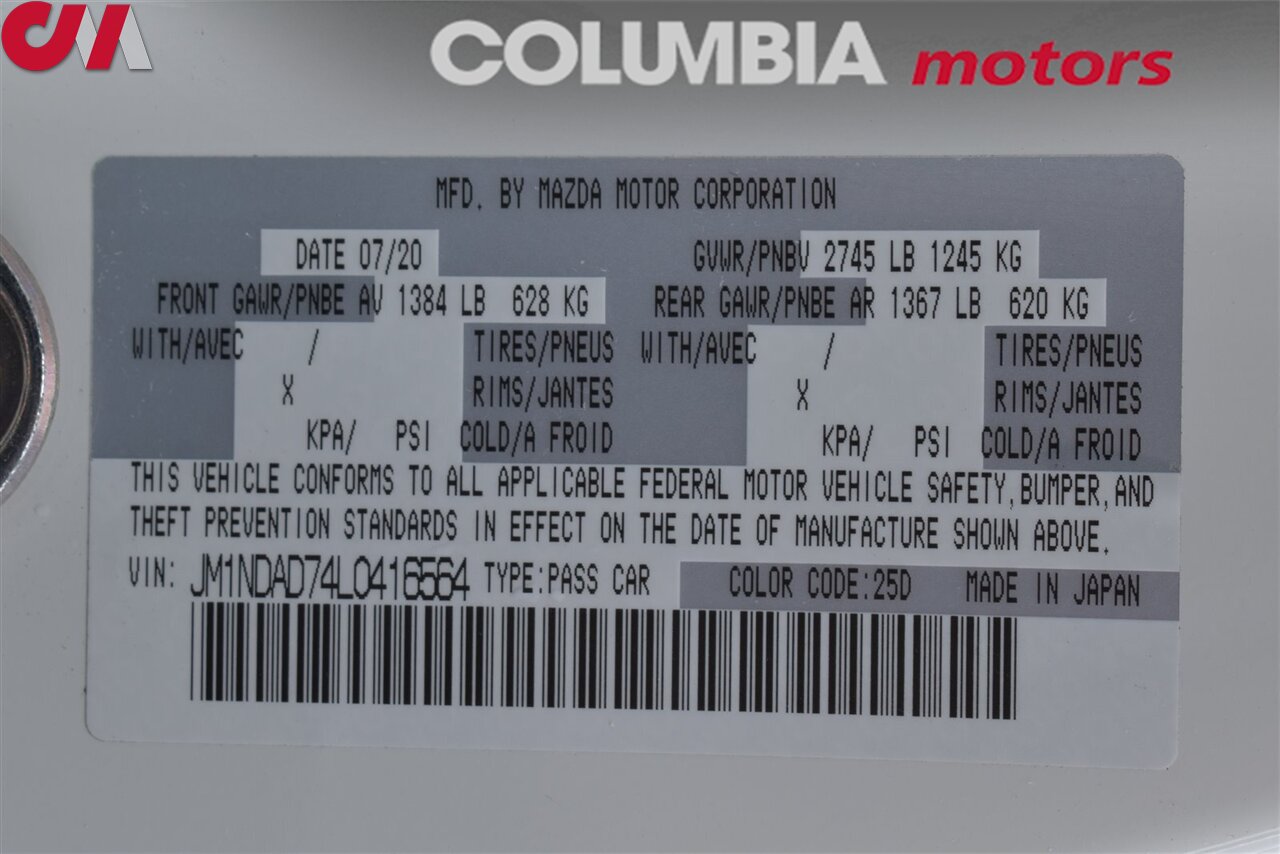 CM COLUMBIA motors
MFD. BY MAZDA MOTOR CORPORATION
DATE 07/20 GVWR/PNBV 2745 LB 1245 KG
FRONT GAWR/PNBE AV 1384 LB 628 KG REAR GAWR/PNBE AR 1367 LB 620 KG
WITH/AVEC / TIRES/PNEUS WITH/AVEC / TIRES/PNEUS
X RIMS/JANTES X RIMS/JANTES
KPA/ PSI COLD/A FROID KPA/ PSI COLD/A FROID
THIS VEHICLE CONFORMS TO ALL APPLICABLE FEDERAL MOTOR VEHICLE SAFETY,BUMPER,AND
THEFT PREVENTION STANDARDS IN EFFECT ON THE DATE OF MANUFACTURE SHOWN ABOVE.
VIN: JM1NDAD74L0416564 TYPE:PASS CAR COLOR CODE:25D MADE IN JAPAN